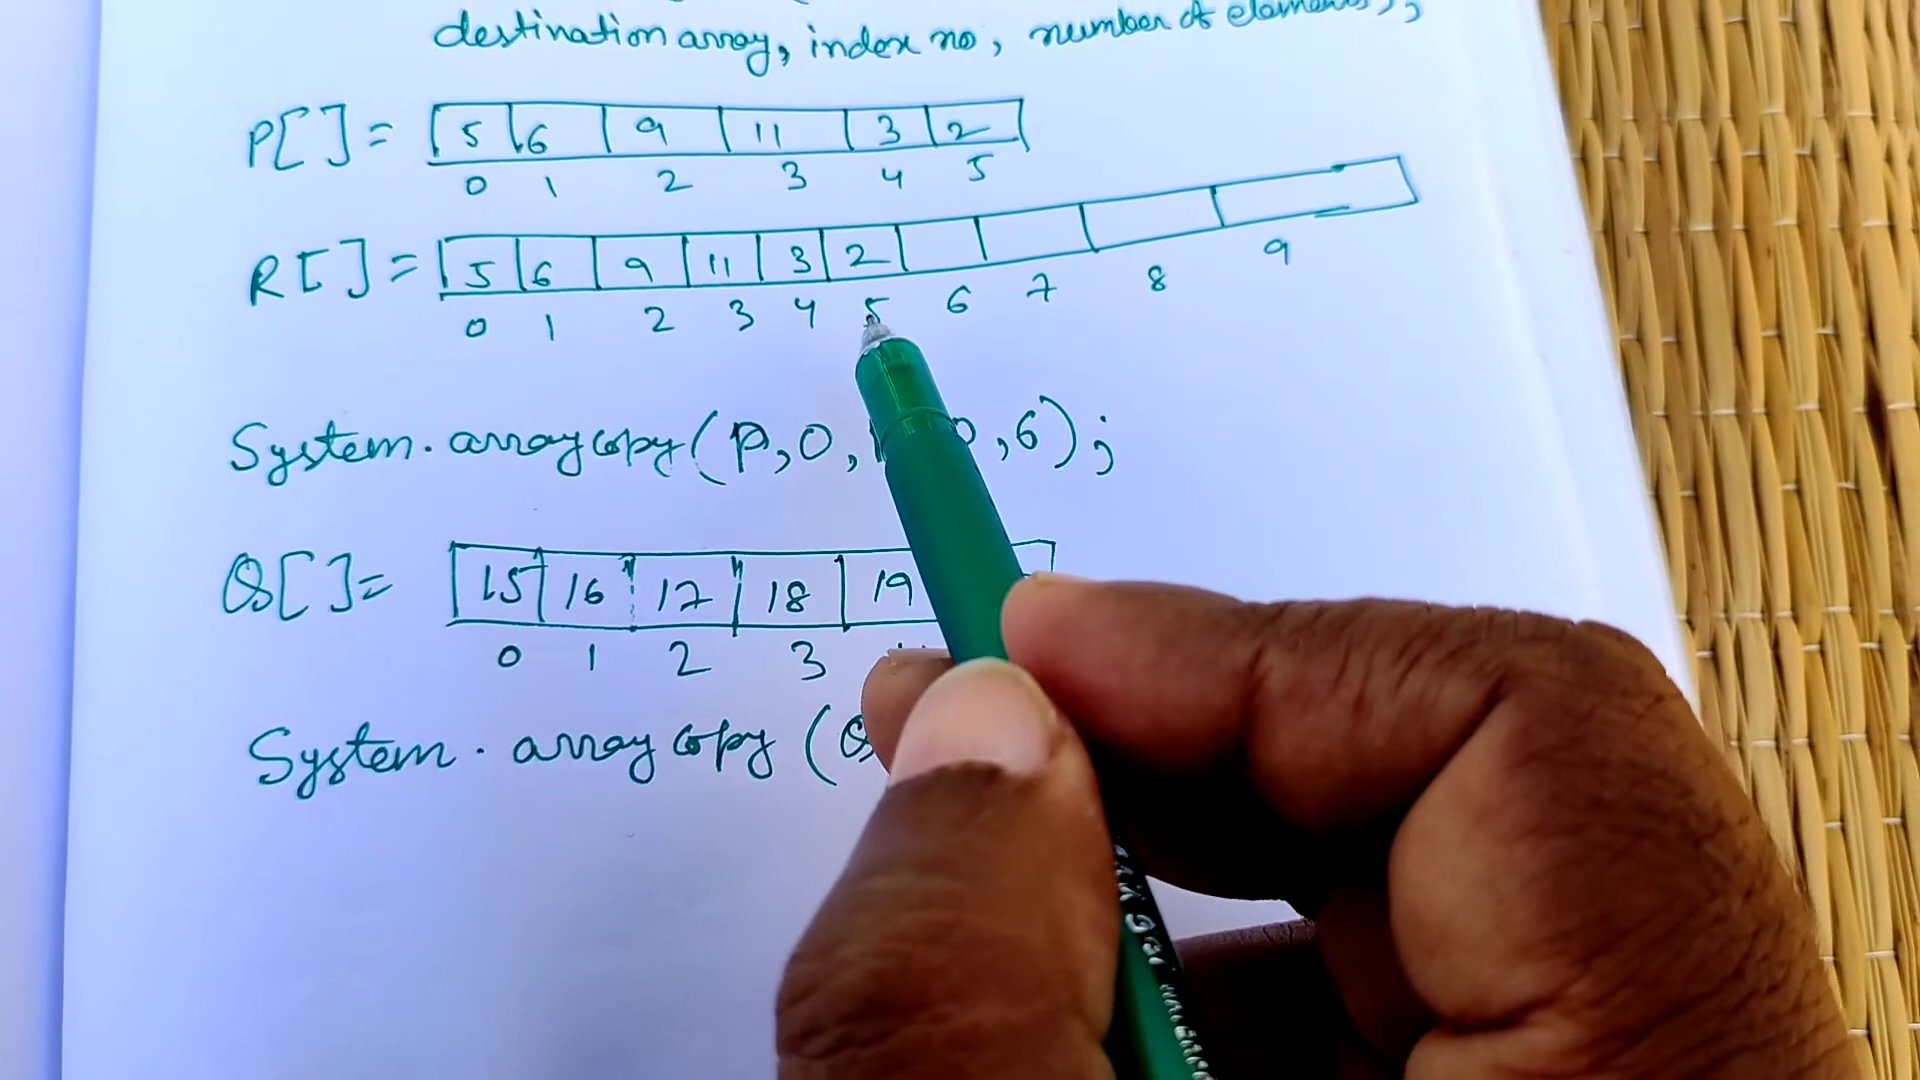 destination array, index no, number of elements);
P[ ] = 5 6 9 11 3 2
0 1 2 3 4 5
R[ ] = 5 6 9 11 3 2
0 1 2 3 4 5 6 7 8 9
System.arraycopy(P,0, 0,6);
Q[ ] = 15 16 17 18 19
0 1 2 3
System.arraycopy(Q